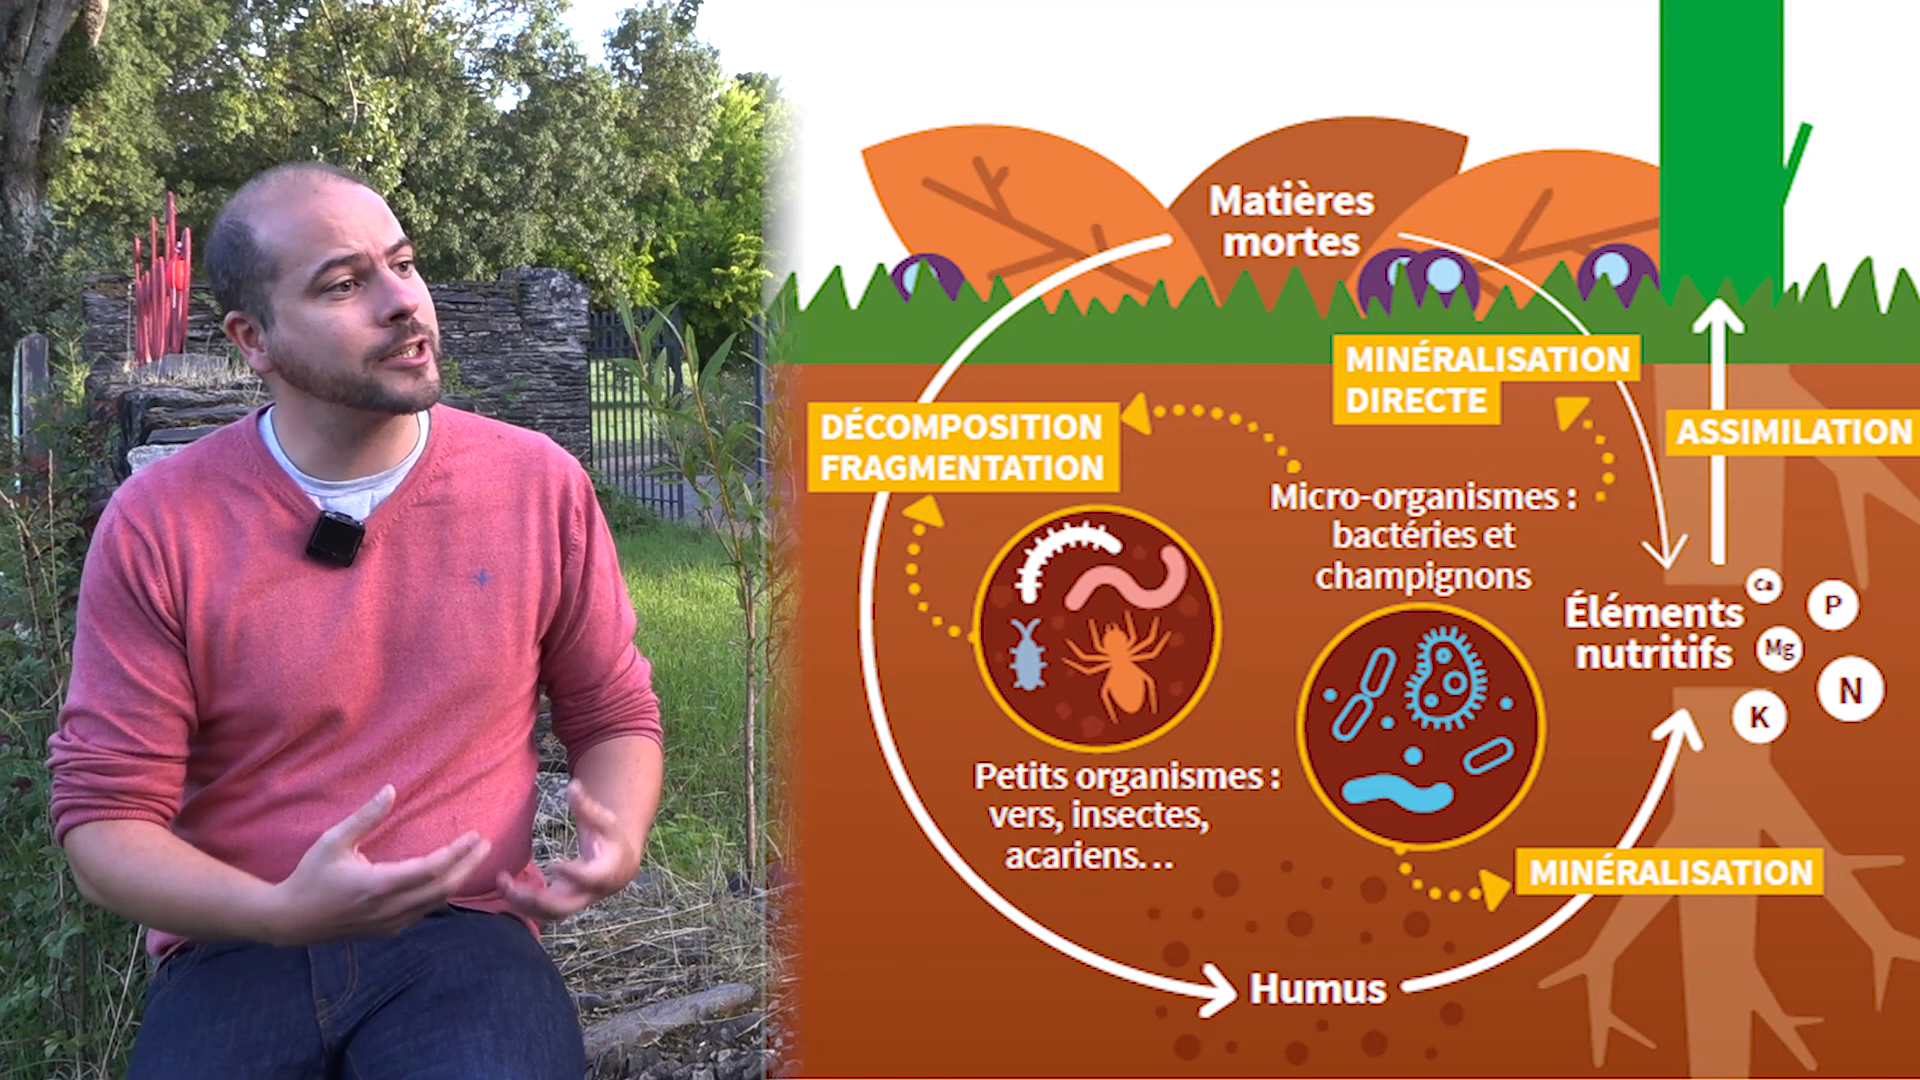 Matières
mortes
MINÉRALISATION
DIRECTE
DÉCOMPOSITION
FRAGMENTATION
ASSIMILATION
Micro-organismes :
bactéries et
champignons
Éléments
nutritifs
Ca
P
Mg
N
K
Petits organismes :
vers, insectes,
acariens...
MINÉRALISATION
Humus